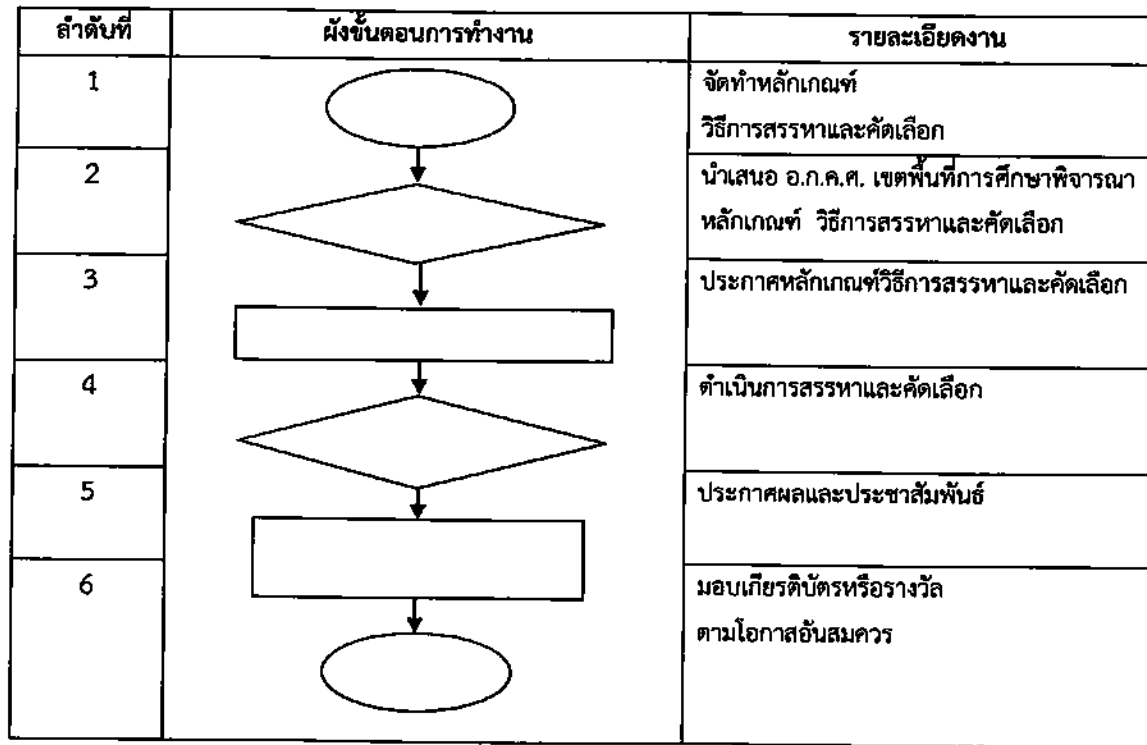 ลำดับที่ ผังขั้นตอนการทำงาน รายละเอียดงาน
1 จัดทำหลักเกณฑ์
วิธีการสรรหาและคัดเลือก
2 นำเสนอ อ.ก.ค.ศ. เขตพื้นที่การศึกษาพิจารณา
หลักเกณฑ์ วิธีการสรรหาและคัดเลือก
3 ประกาศหลักเกณฑ์วิธีการสรรหาและคัดเลือก
4 ดำเนินการสรรหาและคัดเลือก
5 ประกาศผลและประชาสัมพันธ์
6 มอบเกียรติบัตรหรือรางวัล
ตามโอกาสอันสมควร